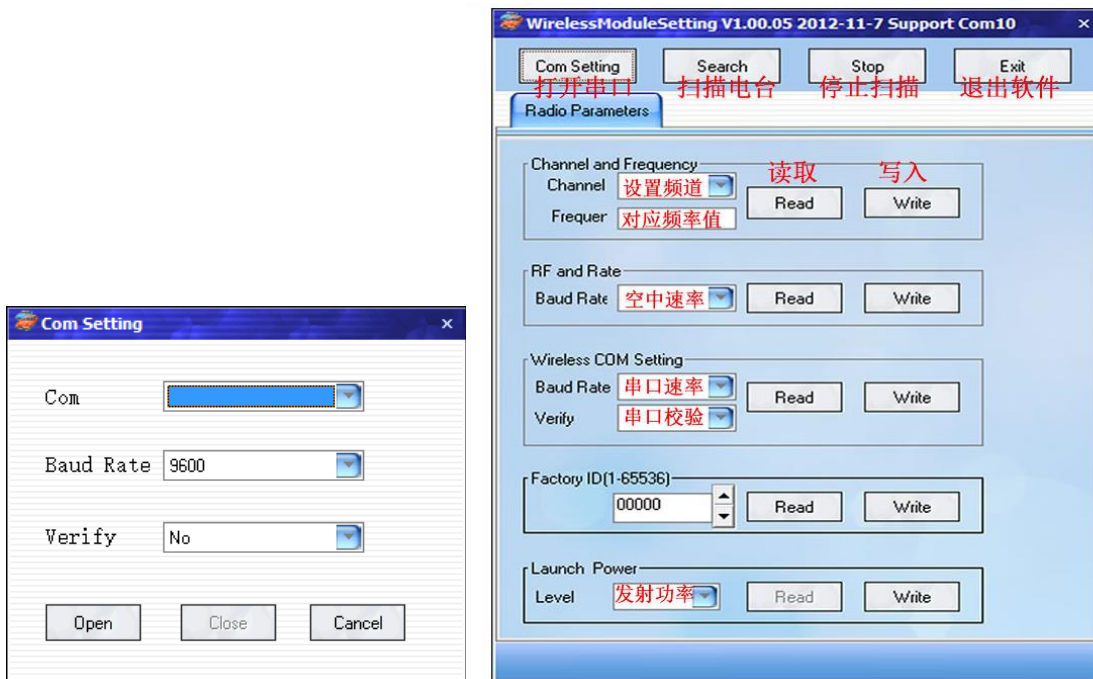 Com Setting
Com
Baud Rate 9600
Verify No
Open Close Cancel
WirelessModuleSetting V1.00.05 2012-11-7 Support Com10
Com Setting Search Stop Exit
打开串口 扫描电台 停止扫描 退出软件
Radio Parameters
Channel and Frequency
读取 写入
Channel 设置频道
Read Write
Frequer 对应频率值
RF and Rate
Baud Rate 空中速率 Read Write
Wireless COM Setting
Baud Rate 串口速率
Read Write
Verify 串口校验
Factory ID(1-65536)
00000 Read Write
Launch Power
Level 发射功率 Read Write